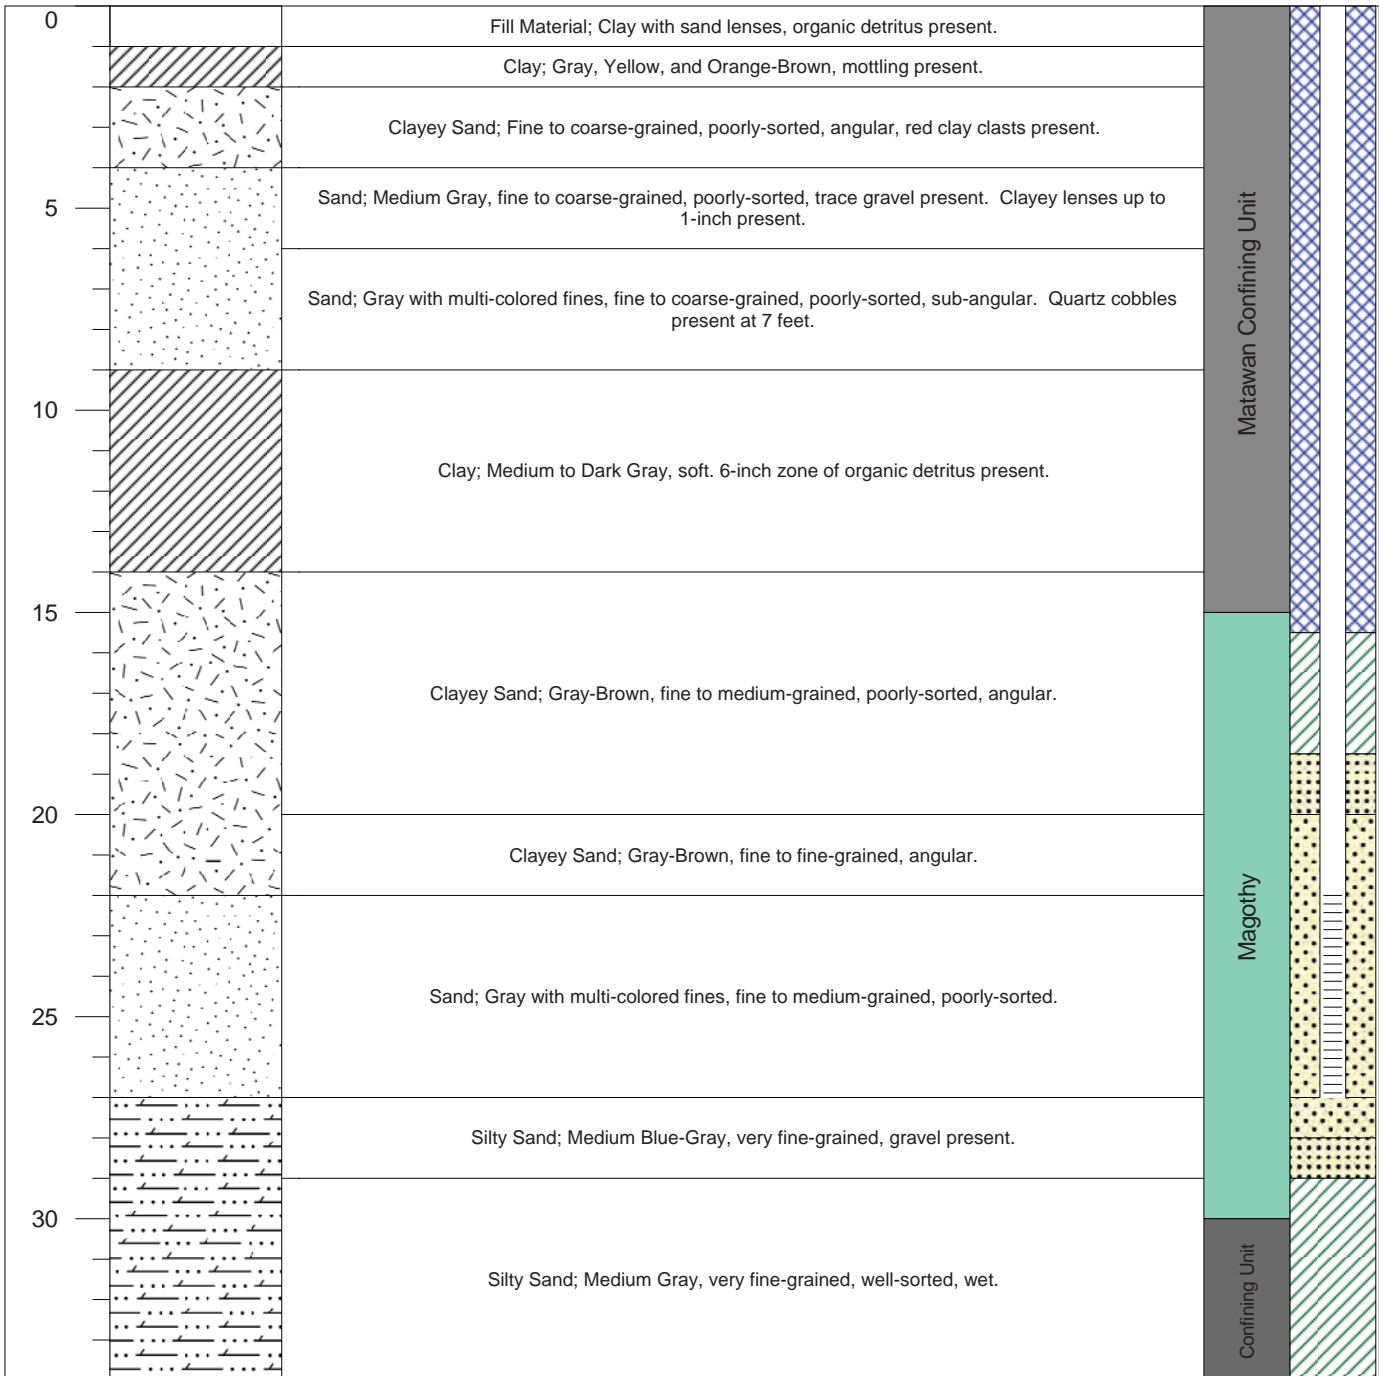 0
Fill Material; Clay with sand lenses, organic detritus present.
Clay; Gray, Yellow, and Orange-Brown, mottling present.
Clayey Sand; Fine to coarse-grained, poorly-sorted, angular, red clay clasts present.
5
Sand; Medium Gray, fine to coarse-grained, poorly-sorted, trace gravel present.  Clayey lenses up to
1-inch present.
Sand; Gray with multi-colored fines, fine to coarse-grained, poorly-sorted, sub-angular.  Quartz cobbles
present at 7 feet.
Matawan Confining Unit
10
Clay; Medium to Dark Gray, soft. 6-inch zone of organic detritus present.
15
Clayey Sand; Gray-Brown, fine to medium-grained, poorly-sorted, angular.
20
Clayey Sand; Gray-Brown, fine to fine-grained, angular.
Magothy
Sand; Gray with multi-colored fines, fine to medium-grained, poorly-sorted.
25
Silty Sand; Medium Blue-Gray, very fine-grained, gravel present.
30
Silty Sand; Medium Gray, very fine-grained, well-sorted, wet.
Confining Unit